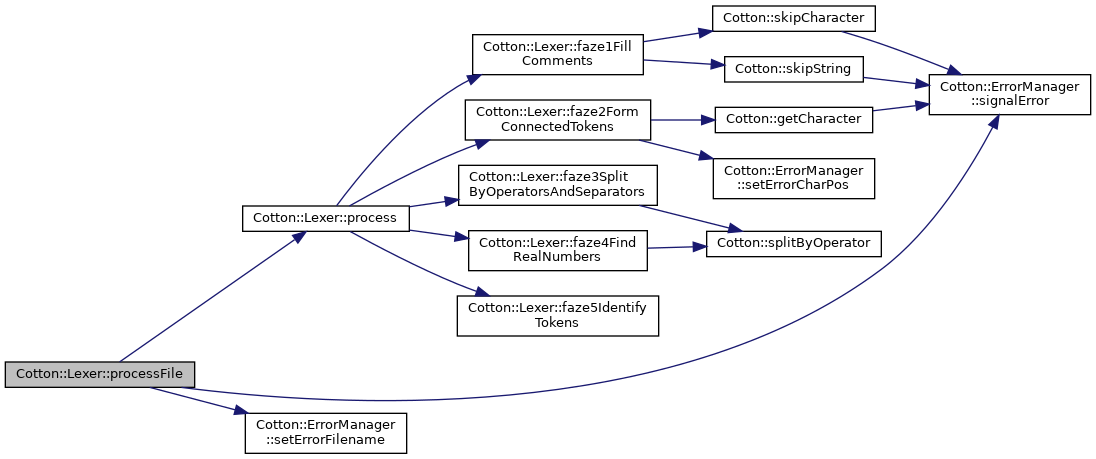 Cotton::skipCharacter
Cotton::Lexer::faze1Fill
Comments
Cotton::skipString
Cotton::ErrorManager
::signalError
Cotton::Lexer::faze2Form
ConnectedTokens
Cotton::getCharacter
Cotton::ErrorManager
::setErrorCharPos
Cotton::Lexer::faze3Split
ByOperatorsAndSeparators
Cotton::Lexer::process
Cotton::Lexer::faze4Find
RealNumbers
Cotton::splitByOperator
Cotton::Lexer::faze5Identify
Tokens
Cotton::Lexer::processFile
Cotton::ErrorManager
::setErrorFilename